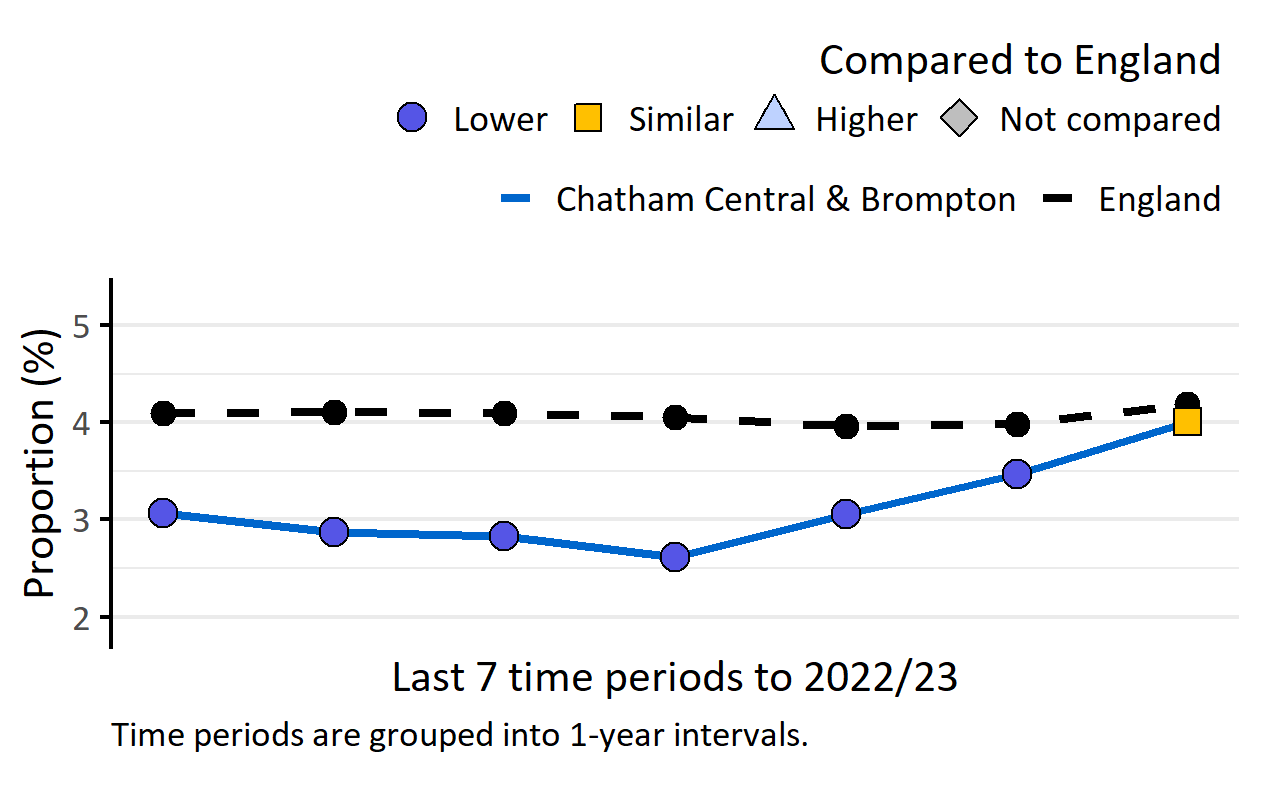 Compared to England
Lower Similar Higher Not compared
Chatham Central & Brompton England
Proportion (%)
5
4
3
2
Last 7 time periods to 2022/23
Time periods are grouped into 1-year intervals.